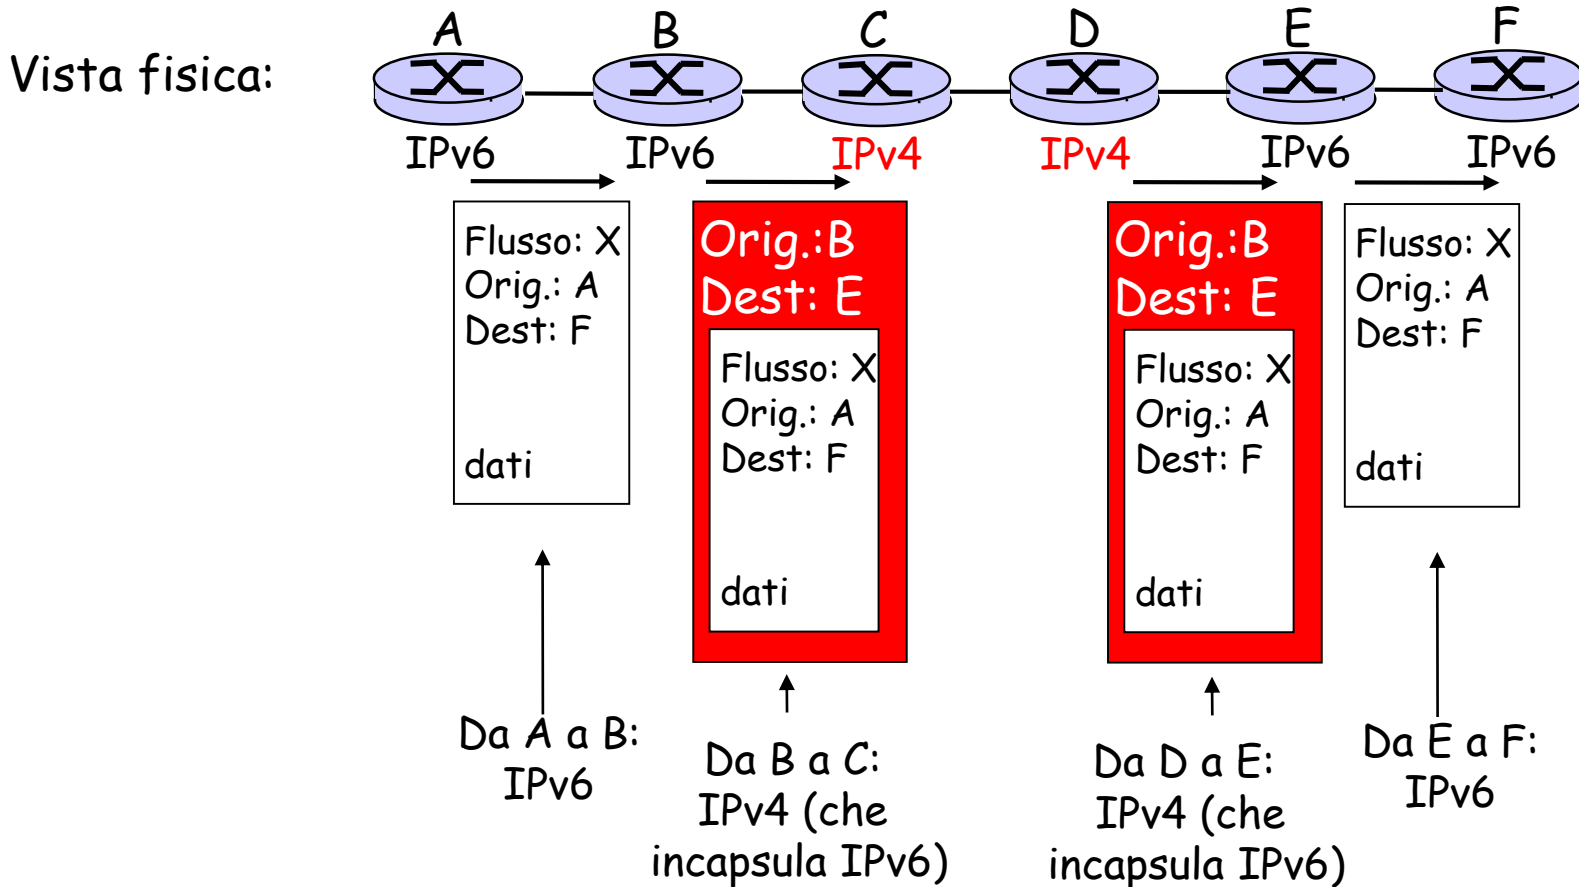 A
B
C
D
E
F
Vista fisica:
IPv6
IPv6
IPv4
IPv4
IPv6
IPv6
Flusso: X
Orig.: A
Dest: F
dati
Orig.:B
Dest: E
Flusso: X
Orig.: A
Dest: F
dati
Orig.:B
Dest: E
Flusso: X
Orig.: A
Dest: F
dati
Flusso: X
Orig.: A
Dest: F
dati
Da A a B:
IPv6
Da B a C:
IPv4 (che
incapsula IPv6)
Da D a E:
IPv4 (che
incapsula IPv6)
Da E a F:
IPv6